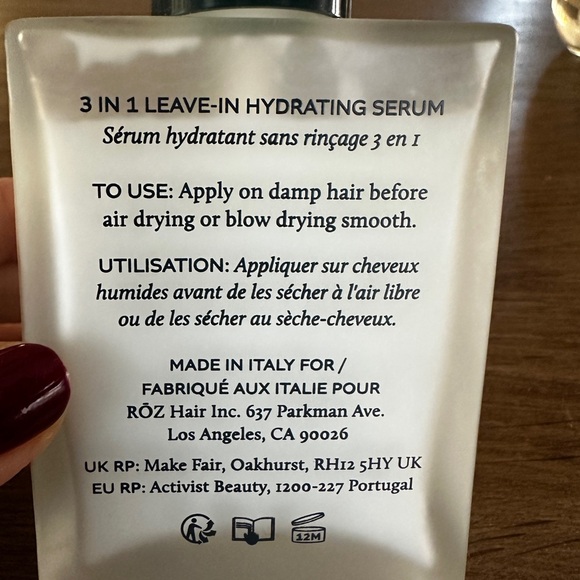 3 IN 1 LEAVE-IN HYDRATING SERUM
Sérum hydratant sans rinçage 3 en 1
TO USE: Apply on damp hair before
air drying or blow drying smooth.
UTILISATION: Appliquer sur cheveux
humides avant de les sécher à l'air libre
ou de les sécher au sèche-cheveux.
MADE IN ITALY FOR /
FABRIQUÉ AUX ITALIE POUR
RŌZ Hair Inc. 637 Parkman Ave.
Los Angeles, CA 90026
UK RP: Make Fair, Oakhurst, RH12 5HY UK
EU RP: Activist Beauty, 1200-227 Portugal
12M